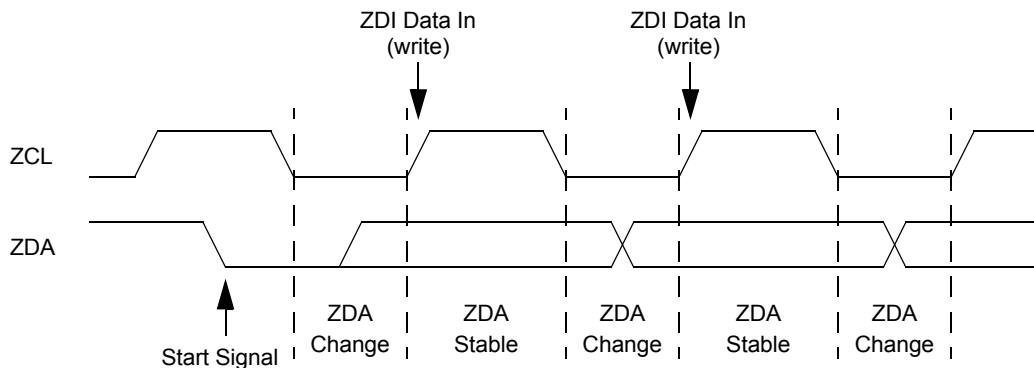 ZDI Data In
(write)
ZDI Data In
(write)
ZCL
ZDA
ZDA
Change
ZDA
Stable
ZDA
Change
ZDA
Stable
ZDA
Change
Start Signal